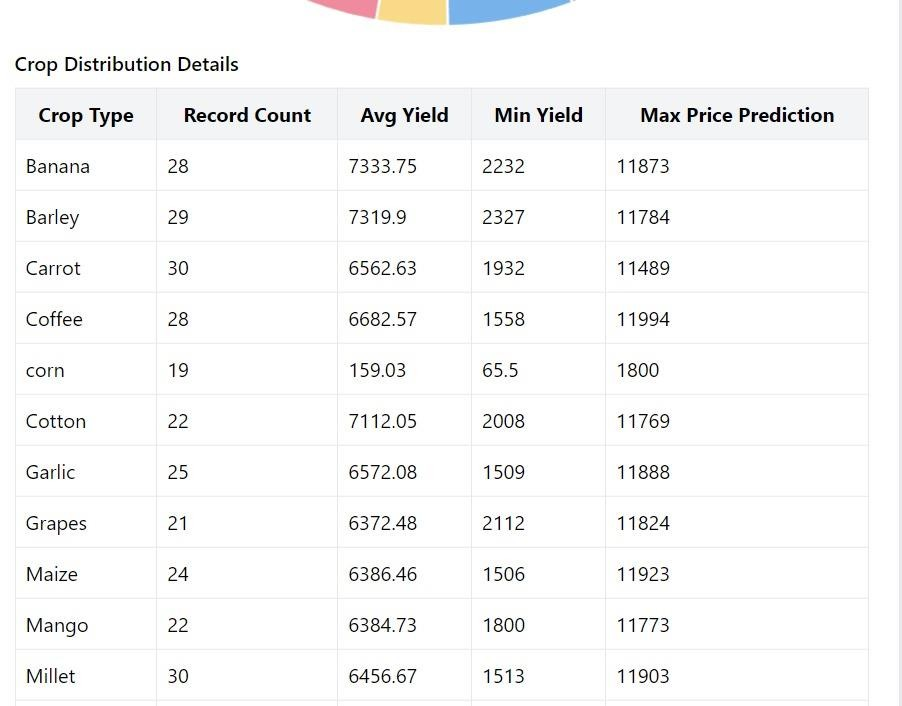 Crop Distribution Details
Crop Type Record Count Avg Yield Min Yield Max Price Prediction
Banana 28 7333.75 2232 11873
Barley 29 7319.9 2327 11784
Carrot 30 6562.63 1932 11489
Coffee 28 6682.57 1558 11994
corn 19 159.03 65.5 1800
Cotton 22 7112.05 2008 11769
Garlic 25 6572.08 1509 11888
Grapes 21 6372.48 2112 11824
Maize 24 6386.46 1506 11923
Mango 22 6384.73 1800 11773
Millet 30 6456.67 1513 11903